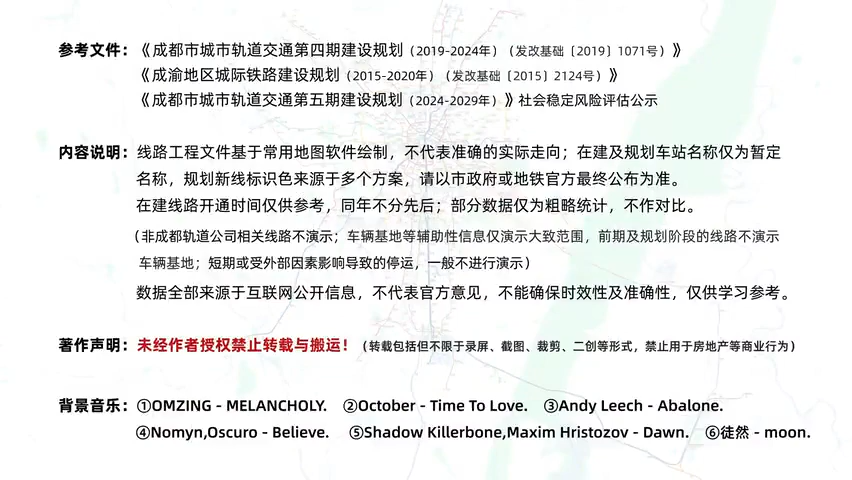 参考文件：《成都市城市轨道交通第四期建设规划（2019-2024年）（发改基础〔2019〕1071号）》
《成渝地区城际铁路建设规划（2015-2020年）（发改基础〔2015〕2124号）》
《成都市城市轨道交通第五期建设规划（2024-2029年）》社会稳定风险评估公示
内容说明：线路工程文件基于常用地图软件绘制，不代表准确的实际走向；在建及规划车站名称仅为暂定
名称，规划新线标识色来源于多个方案，请以市政府或地铁官方最终公布为准。
在建线路开通时间仅供参考，同年不分先后；部分数据仅为粗略统计，不作对比。
（非成都轨道公司相关线路不演示；车辆基地等辅助性信息仅演示大致范围，前期及规划阶段的线路不演示
车辆基地；短期或受外部因素影响导致的停运，一般不进行演示）
数据全部来源于互联网公开信息，不代表官方意见，不能确保时效性及准确性，仅供学习参考。
著作声明：未经作者授权禁止转载与搬运！（转载包括但不限于录屏、截图、裁剪、二创等形式，禁止用于房地产等商业行为）
背景音乐：①OMZING - MELANCHOLY. ②October - Time To Love. ③Andy Leech - Abalone.
④Nomyn,Oscuro - Believe. ⑤Shadow Killerbone,Maxim Hristozov - Dawn. ⑥徒然 - moon.